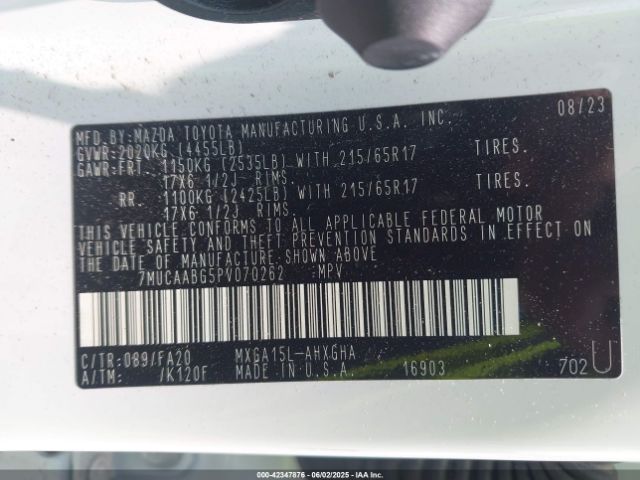 MFD.BY:MAZDA TOYOTA MANUFACTURING U.S.A. INC. 08/23
GVWR-2020KG (4455LB)
GAWR:FRT. 1150KG (2535LB) WITH 215/65R17 TIRES.
17X6 1/2J RIMS.
RR. 1100KG (2425LB) WITH 215/65R17 TIRES.
17X6 1/2J RIMS.
THIS VEHICLE CONFORMS TO ALL APPLICABLE FEDERAL MOTOR
VEHICLE SAFETY AND THEFT PREVENTION STANDARDS IN EFFECT ON
THE DATE OF MANUFACTURE SHOWN ABOVE
7MUCAABG5PV070262 MPV
C/TR:089/FA20 MXGA15L-AHXGHA
A/TM: /K120F MADE IN U.S.A. 16903 702 U
000-42347876 - 06/02/2025 - IAA Inc.